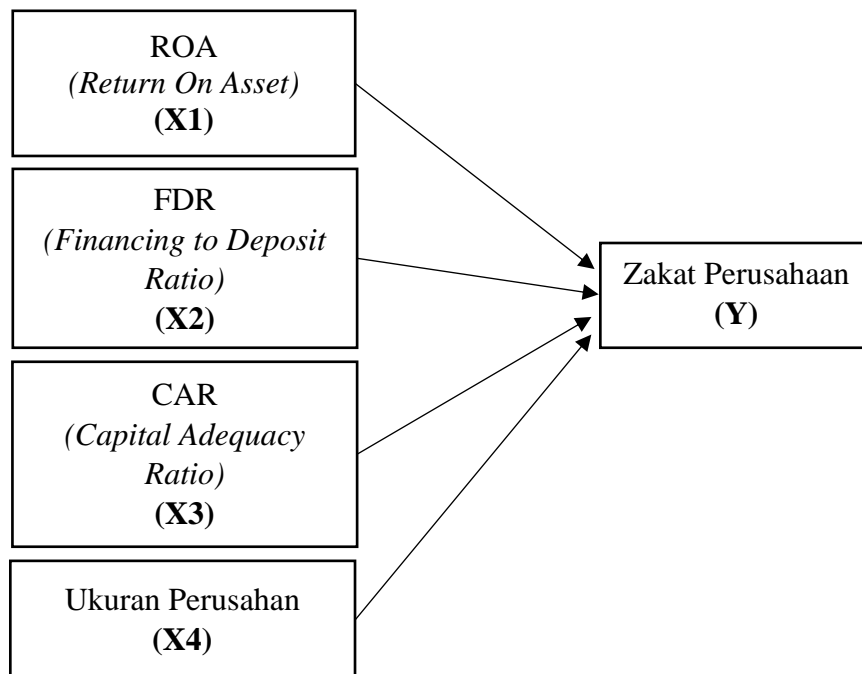 ROA
(Return On Asset)
(X1)
FDR
(Financing to Deposit
Ratio)
(X2)
CAR
(Capital Adequacy
Ratio)
(X3)
Ukuran Perusahan
(X4)
Zakat Perusahaan
(Y)